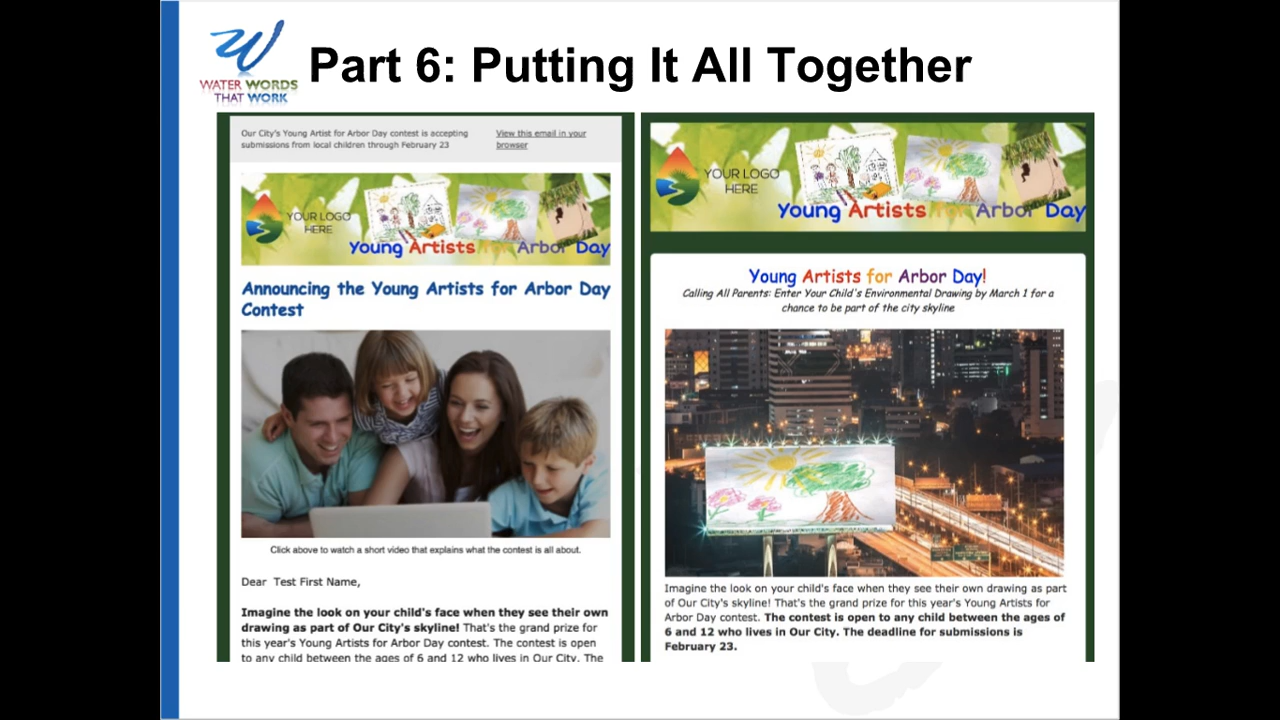 WATER WORDS
THAT WORK
Part 6: Putting It All Together
Our City's Young Artist for Arbor Day contest is accepting
submissions from local children through February 23
View this email in your
browser
YOUR LOGO
HERE
Young Artists for Arbor Day
Announcing the Young Artists for Arbor Day
Contest
Click above to watch a short video that explains what the contest is all about.
Dear Test First Name,
Imagine the look on your child's face when they see their own
drawing as part of Our City's skyline! That's the grand prize for
this year's Young Artists for Arbor Day contest. The contest is open
to any child between the ages of 6 and 12 who lives in Our City. The
YOUR LOGO
HERE
Young Artists for Arbor Day
Young Artists for Arbor Day!
Calling All Parents: Enter Your Child's Environmental Drawing by March 1 for a
chance to be part of the city skyline
Imagine the look on your child's face when they see their own drawing as part
of Our City's skyline! That's the grand prize for this year's Young Artists for
Arbor Day contest. The contest is open to any child between the ages of
6 and 12 who lives in Our City. The deadline for submissions is
February 23.